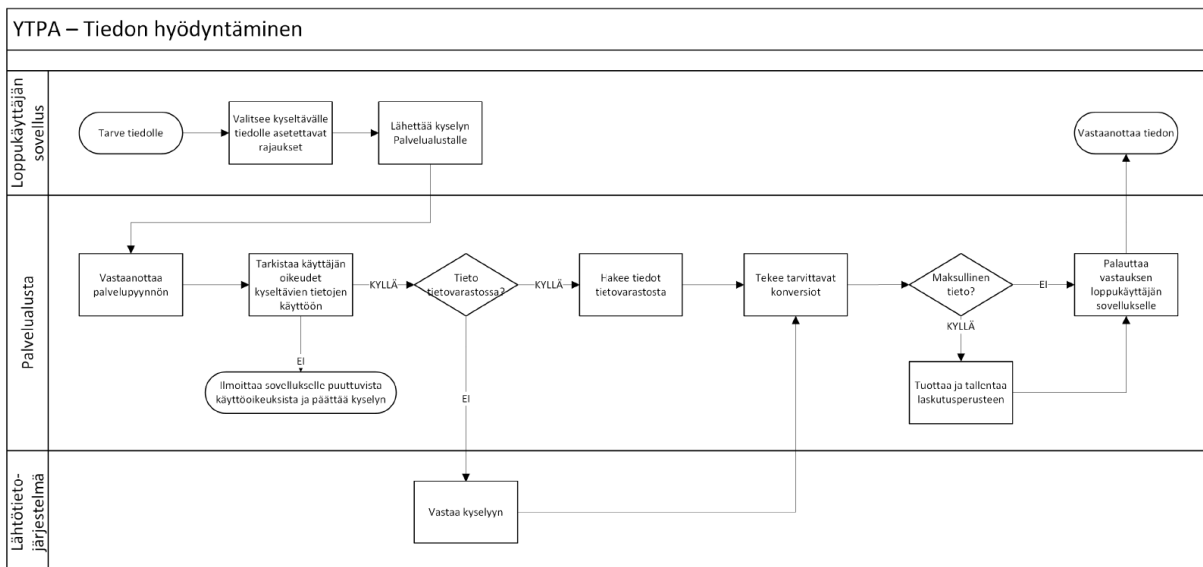 YTPA – Tiedon hyödyntäminen
Loppukäyttäjän
sovellus
Tarve tiedolle
Valitsee kyseltävälle
tiedolle asetettavat
rajaukset
Lähettää kyselyn
Palvelualustalle
Vastaanottaa tiedon
Palvelualusta
Vastaanottaa
palvelupyynnön
Tarkistaa käyttäjän
oikeudet
kyseltävien tietojen
käyttöön
KYLLÄ
Tieto
tietovarastossa?
KYLLÄ
Hakee tiedot
tietovarastosta
Tekee tarvittavat
konversiot
Maksullinen
tieto?
EI
Palauttaa
vastauksen
loppukäyttäjän
sovellukselle
KYLLÄ
EI
Ilmoittaa sovellukselle puuttuvista
käyttöoikeuksista ja päättää kyselyn
EI
Tuottaa ja tallentaa
laskutusperusteen
Lähtötieto-
järjestelmä
Vastaa kyselyyn